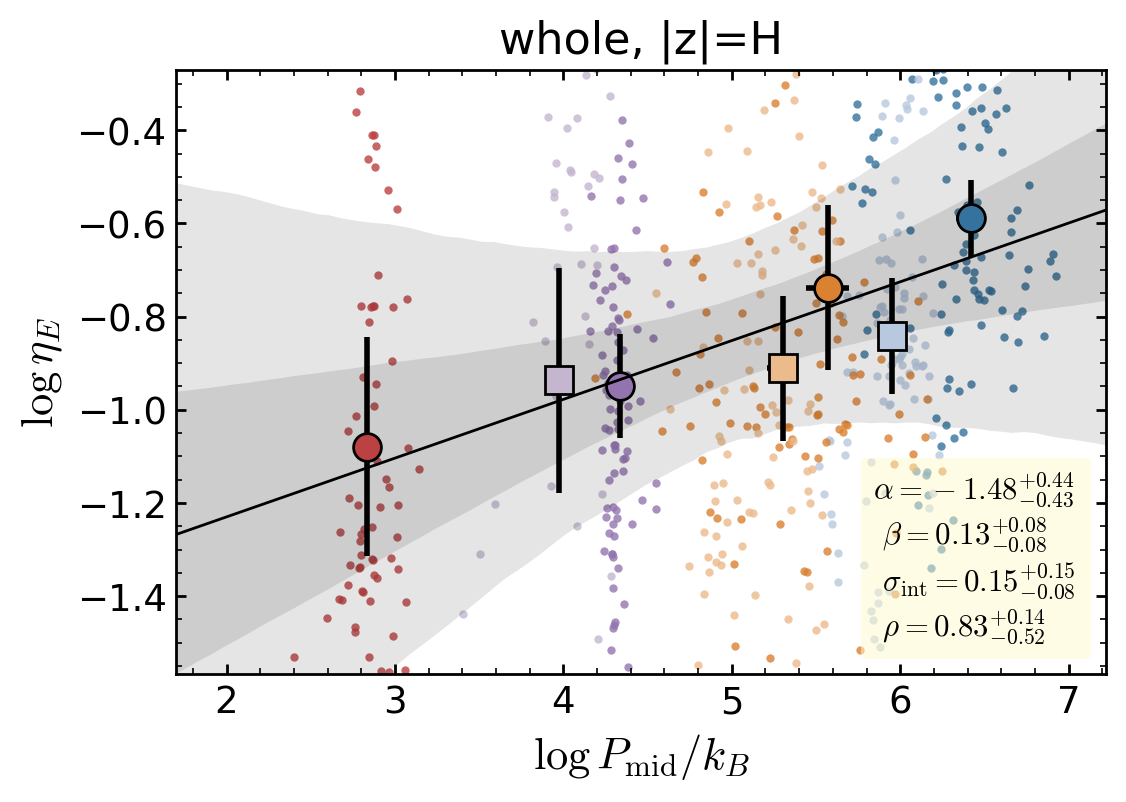 whole, |z|=H
−0.4
−0.6
−0.8
−1.0
−1.2
−1.4
log η_E
α = − 1.48^{+0.44}_{−0.43}
β = 0.13^{+0.08}_{−0.08}
σ_int = 0.15^{+0.15}_{−0.08}
ρ = 0.83^{+0.14}_{−0.52}
2 3 4 5 6 7
log P_mid/k_B